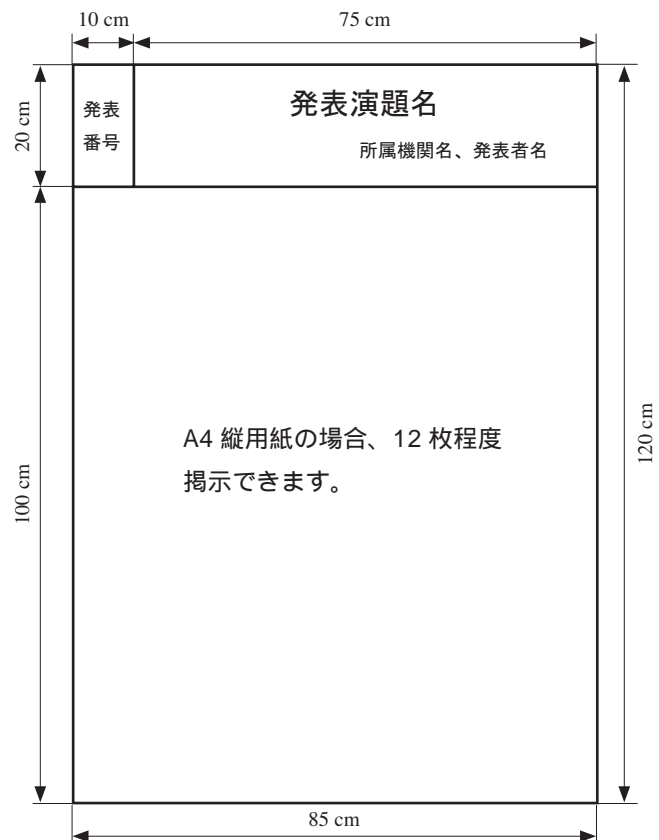 10 cm
75 cm
20 cm
発表
番号
発表演題名
所属機関名、発表者名
100 cm
A4 縦用紙の場合、12 枚程度
掲示できます。
120 cm
85 cm